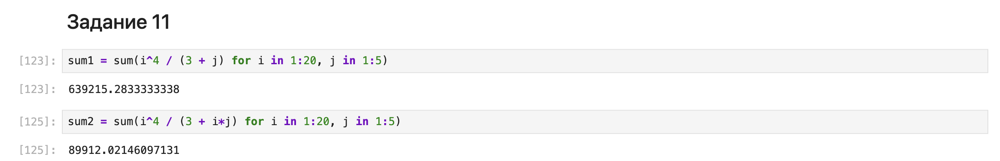 Задание 11
[123]: sum1 = sum(i^4 / (3 + j) for i in 1:20, j in 1:5)
[123]: 639215.2833333338
[125]: sum2 = sum(i^4 / (3 + i*j) for i in 1:20, j in 1:5)
[125]: 89912.02146097131